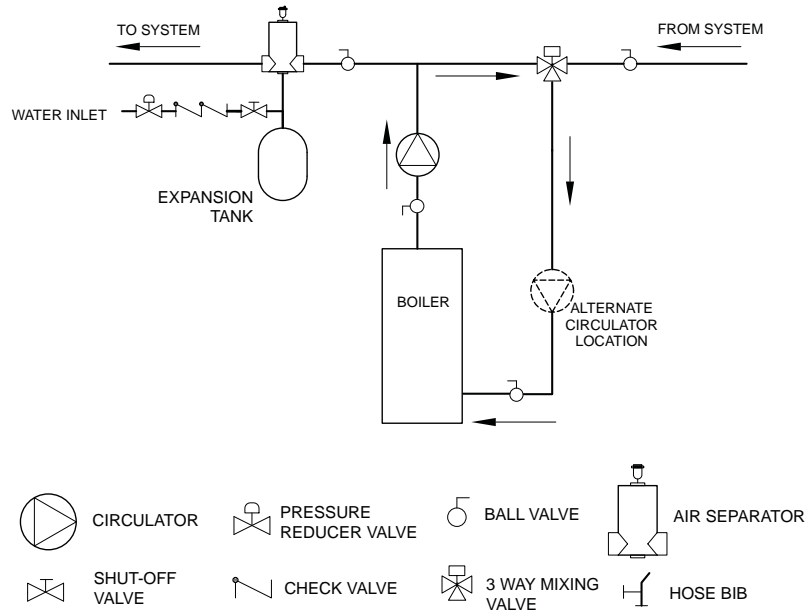 TO SYSTEM
FROM SYSTEM
WATER INLET
EXPANSION
TANK
BOILER
ALTERNATE
CIRCULATOR
LOCATION
CIRCULATOR
PRESSURE
REDUCER VALVE
BALL VALVE
AIR SEPARATOR
SHUT-OFF
VALVE
CHECK VALVE
3 WAY MIXING
VALVE
HOSE BIB